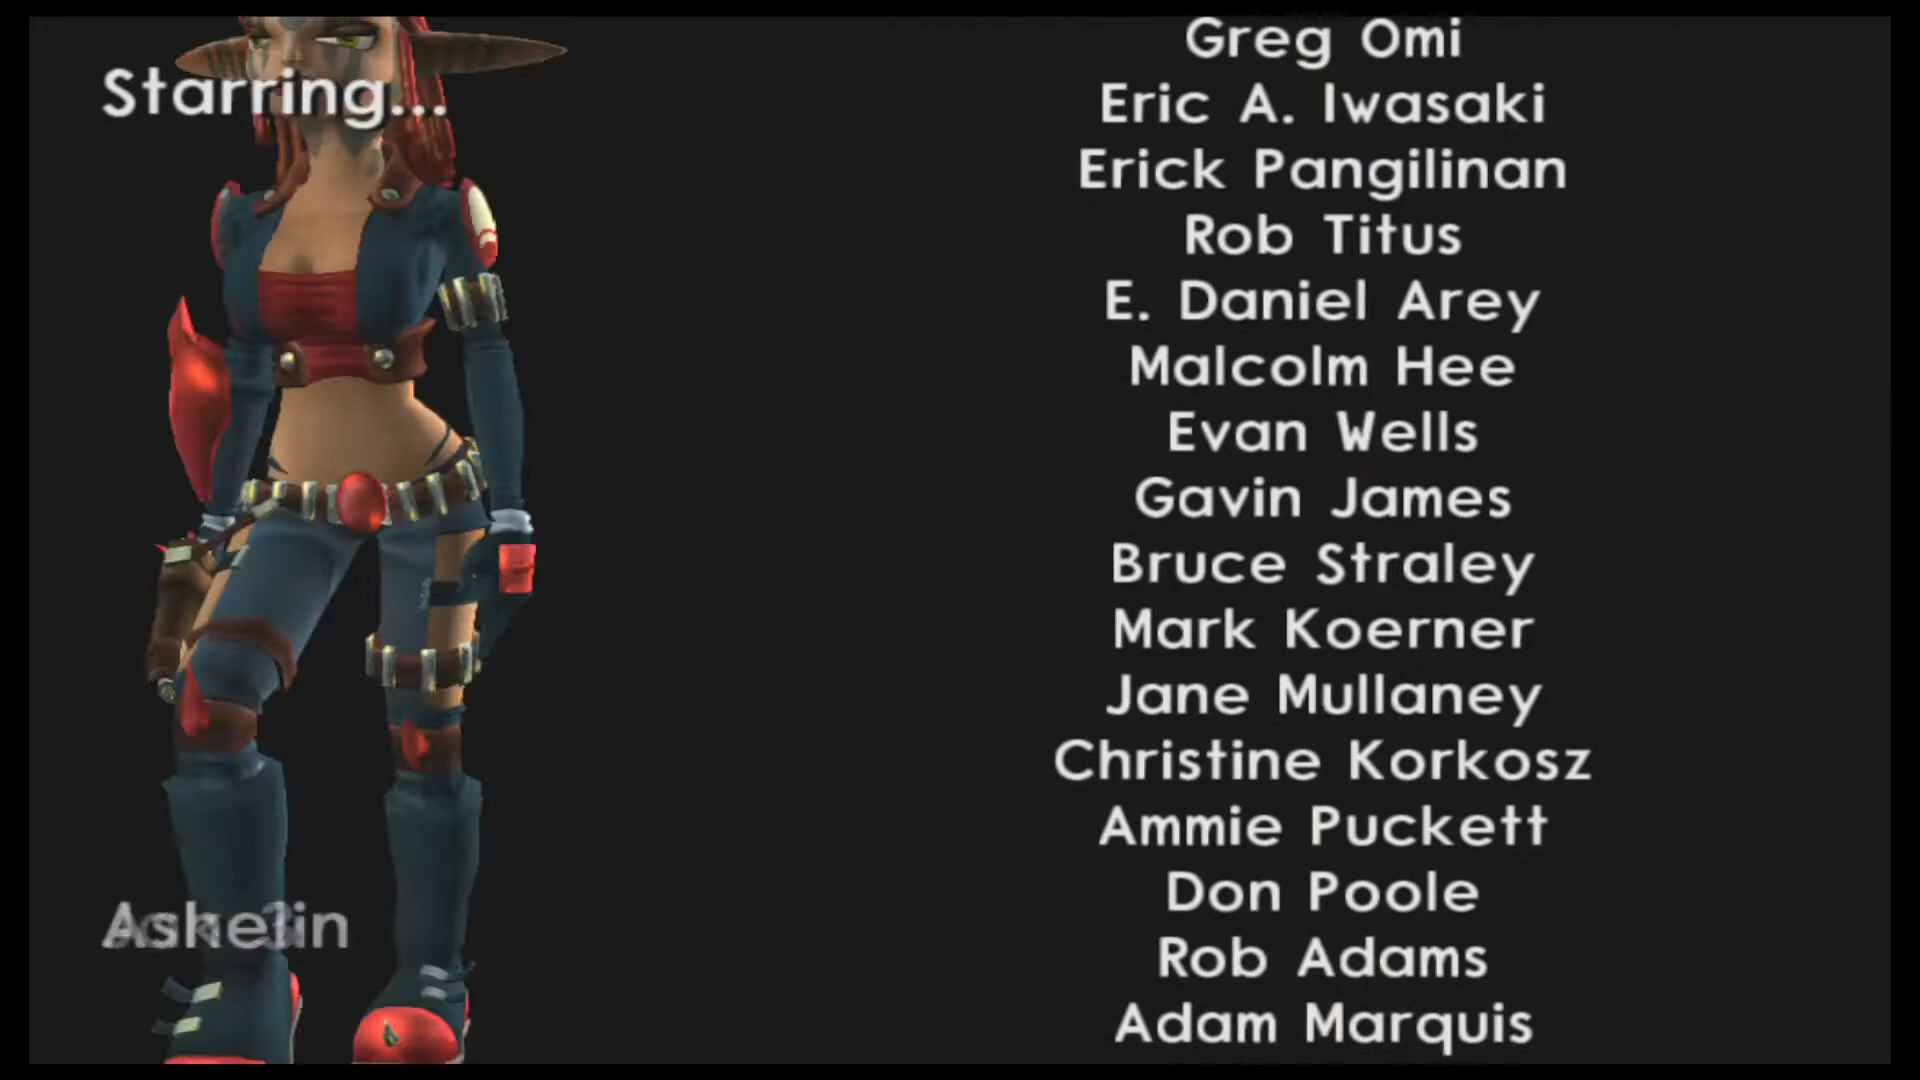 Starring...
Greg Omi
Eric A. Iwasaki
Erick Pangilinan
Rob Titus
E. Daniel Arey
Malcolm Hee
Evan Wells
Gavin James
Bruce Straley
Mark Koerner
Jane Mullaney
Christine Korkosz
Ammie Puckett
Don Poole
Rob Adams
Adam Marquis